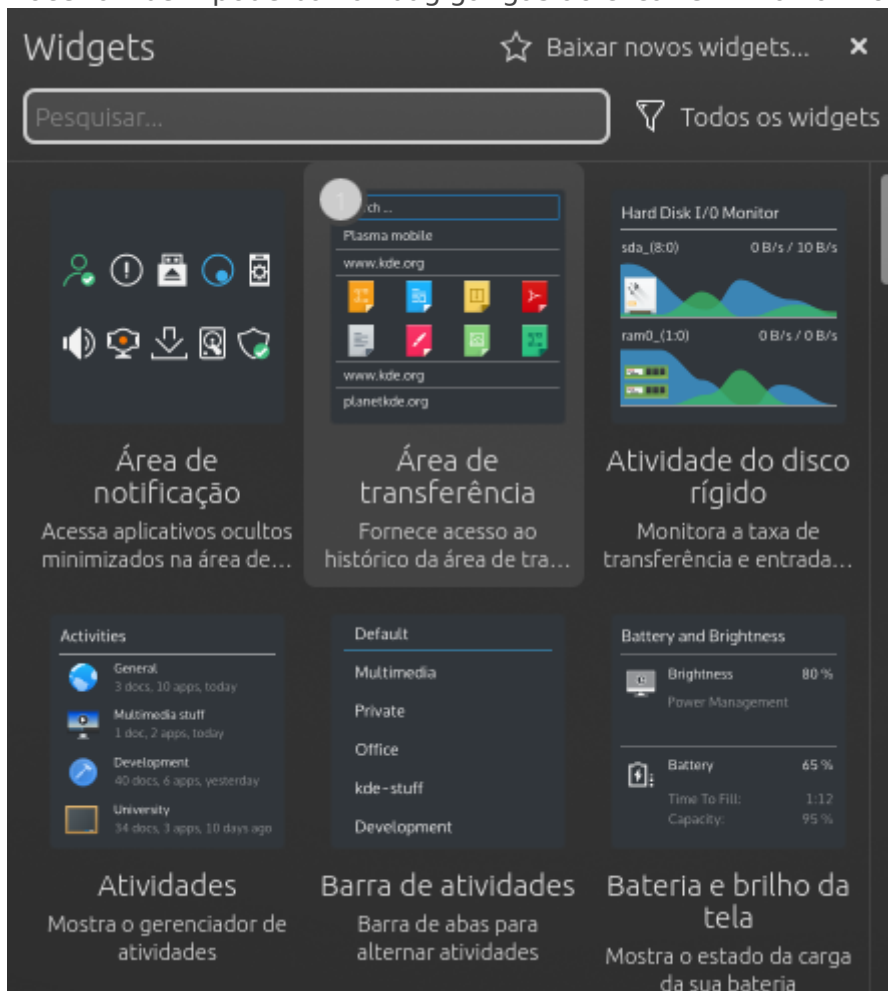 Widgets
Baixar novos widgets...
Pesquisar...
Todos os widgets
1
ch ...
Plasma mobile
www.kde.org
www.kde.org
planetkde.org
Hard Disk I/0 Monitor
sda_(8:0) 0 B/s / 10 B/s
ram0_(1:0) 0 B/s / 0 B/s
Área de
notificação
Acessa aplicativos ocultos
minimizados na área de...
Área de
transferência
Fornece acesso ao
histórico da área de tra...
Atividade do disco
rígido
Monitora a taxa de
transferência e entrada...
Activities
General
3 docs, 10 apps, today
Multimedia stuff
1 doc, 2 apps, today
Development
40 docs, 6 apps, yesterday
University
34 docs, 3 apps, 10 days ago
Default
Multimedia
Private
Office
kde-stuff
Development
Battery and Brightness
Brightness 80 %
Power Management
Battery 65 %
Time To Fill: 1:12
Capacity: 95 %
Atividades
Mostra o gerenciador de
atividades
Barra de atividades
Barra de abas para
alternar atividades
Bateria e brilho da
tela
Mostra o estado da carga
da sua bateria